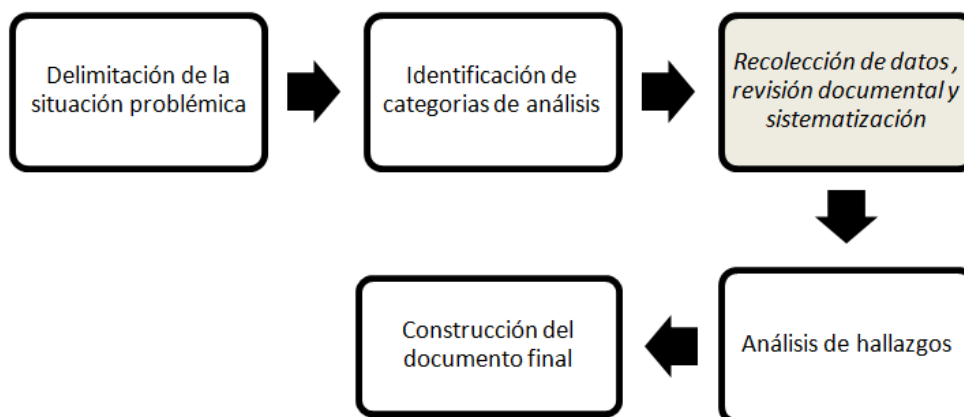 Delimitación de la
situación problémica
Identificación de
categorias de análisis
Recolección de datos ,
revisión documental y
sistematización
Análisis de hallazgos
Construcción del
documento final